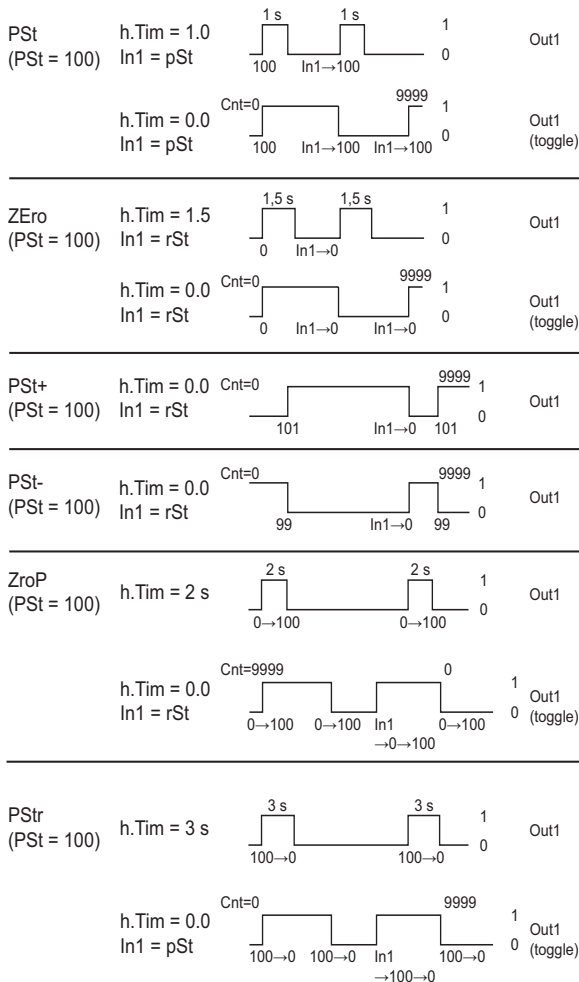 1 s 1 s
PSt h.Tim = 1.0 1 Out1
(PSt = 100) In1 = pSt 0
100 In1→100
Cnt=0 9999
h.Tim = 0.0 1 Out1
In1 = pSt 0 (toggle)
100 In1→100 In1→100
1,5 s 1,5 s
ZEro h.Tim = 1.5 1 Out1
(PSt = 100) In1 = rSt 0
0 In1→0
Cnt=0 9999
h.Tim = 0.0 1 Out1
In1 = rSt 0 (toggle)
0 In1→0 In1→0
PSt+ Cnt=0 9999
(PSt = 100) h.Tim = 0.0 1 Out1
In1 = rSt 0
101 In1→0 101
PSt- Cnt=0 9999
(PSt = 100) h.Tim = 0.0 1 Out1
In1 = rSt 0
99 In1→0 99
ZroP 2 s 2 s
(PSt = 100) h.Tim = 2 s 1 Out1
0
0→100 0→100
Cnt=9999 0
h.Tim = 0.0 1 Out1
In1 = rSt 0 (toggle)
0→100 0→100 In1 0→100
→0→100
PStr 3 s 3 s
(PSt = 100) h.Tim = 3 s 1 Out1
0
100→0 100→0
Cnt=0 9999
h.Tim = 0.0 1 Out1
In1 = pSt 0 (toggle)
100→0 100→0 In1 100→0
→100→0